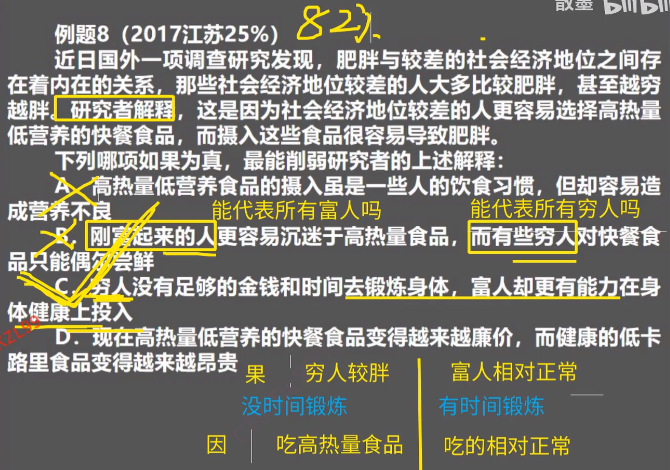 散墨 bilibili
例题8（2017江苏25%） 82%
近日国外一项调查研究发现，肥胖与较差的社会经济地位之间存
在着内在的关系，那些社会经济地位较差的人大多比较肥胖，甚至越穷
越胖。研究者解释，这是因为社会经济地位较差的人更容易选择高热量
低营养的快餐食品，而摄入这些食品很容易导致肥胖。
下列哪项如果为真，最能削弱研究者的上述解释：
A．高热量低营养食品的摄入虽是一些人的饮食习惯，但却容易造
成营养不良
能代表所有富人吗 能代表所有穷人吗
B．刚富起来的人更容易沉迷于高热量食品，而有些穷人对快餐食
品只能偶尔尝鲜
C．穷人没有足够的金钱和时间去锻炼身体，富人却更有能力在身
体健康上投入
D．现在高热量低营养的快餐食品变得越来越廉价，而健康的低卡
路里食品变得越来越昂贵
果 穷人较胖 富人相对正常
没时间锻炼 有时间锻炼
因 吃高热量食品 吃的相对正常